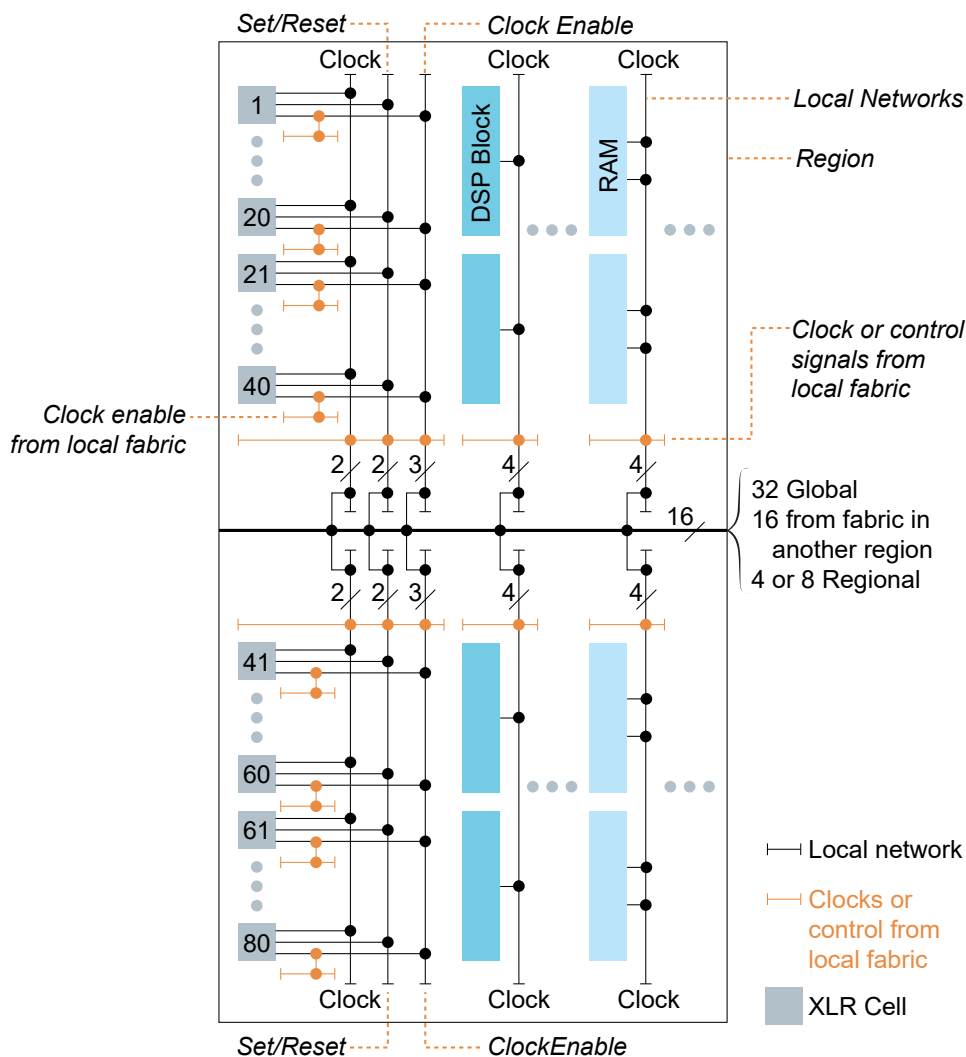 Set/Reset
Clock Enable
Clock
Clock
Clock
1
DSP Block
RAM
Local Networks
Region
20
21
40
Clock or control
signals from
local fabric
Clock enable
from local fabric
2
2
3
4
4
16
32 Global
16 from fabric in
another region
4 or 8 Regional
2
2
3
4
4
41
60
61
80
Local network
Clocks or
control from
local fabric
XLR Cell
Clock
Clock
Clock
Set/Reset
ClockEnable